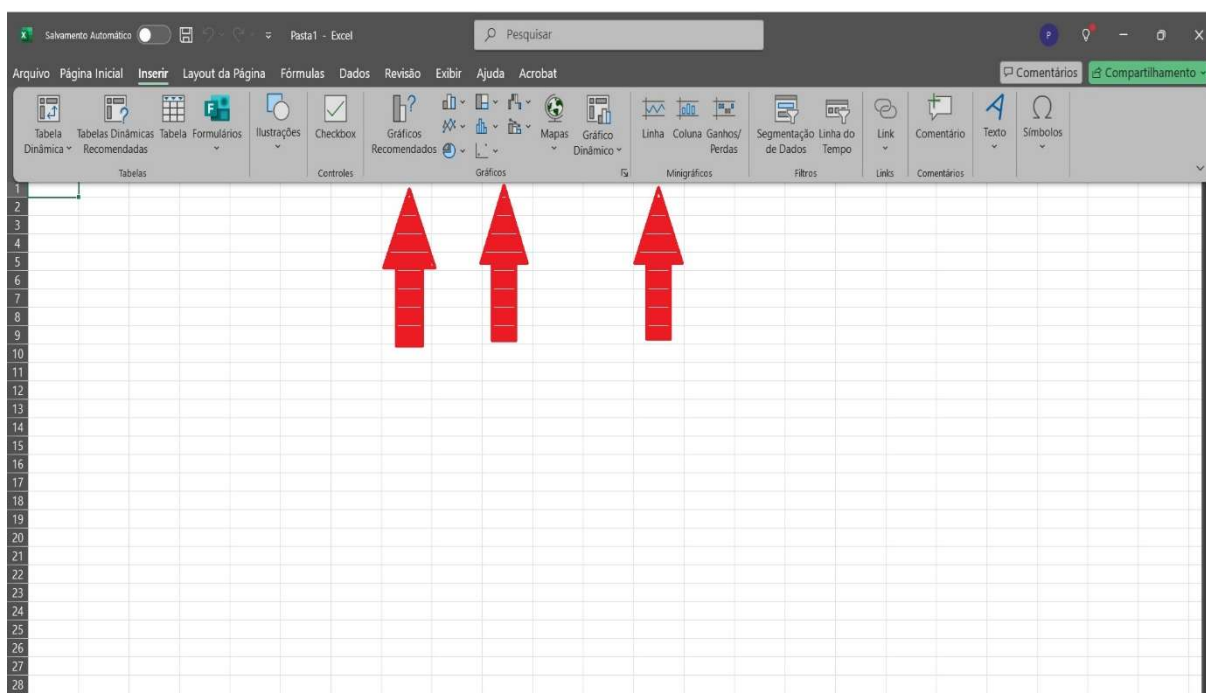 Salvamento Automático Pasta1 - Excel Pesquisar P
Arquivo Página Inicial Inserir Layout da Página Fórmulas Dados Revisão Exibir Ajuda Acrobat Comentários Compartilhamento
Tabela Dinâmica
Tabelas Dinâmicas Recomendadas
Tabela
Formulários
Ilustrações
Checkbox
Gráficos Recomendados
Mapas
Gráfico Dinâmico
Linha
Coluna
Ganhos/ Perdas
Segmentação de Dados
Linha do Tempo
Link
Comentário
Texto
Símbolos
Tabelas Controles Gráficos Minigráficos Filtros Links Comentários
1
2
3
4
5
6
7
8
9
10
11
12
13
14
15
16
17
18
19
20
21
22
23
24
25
26
27
28